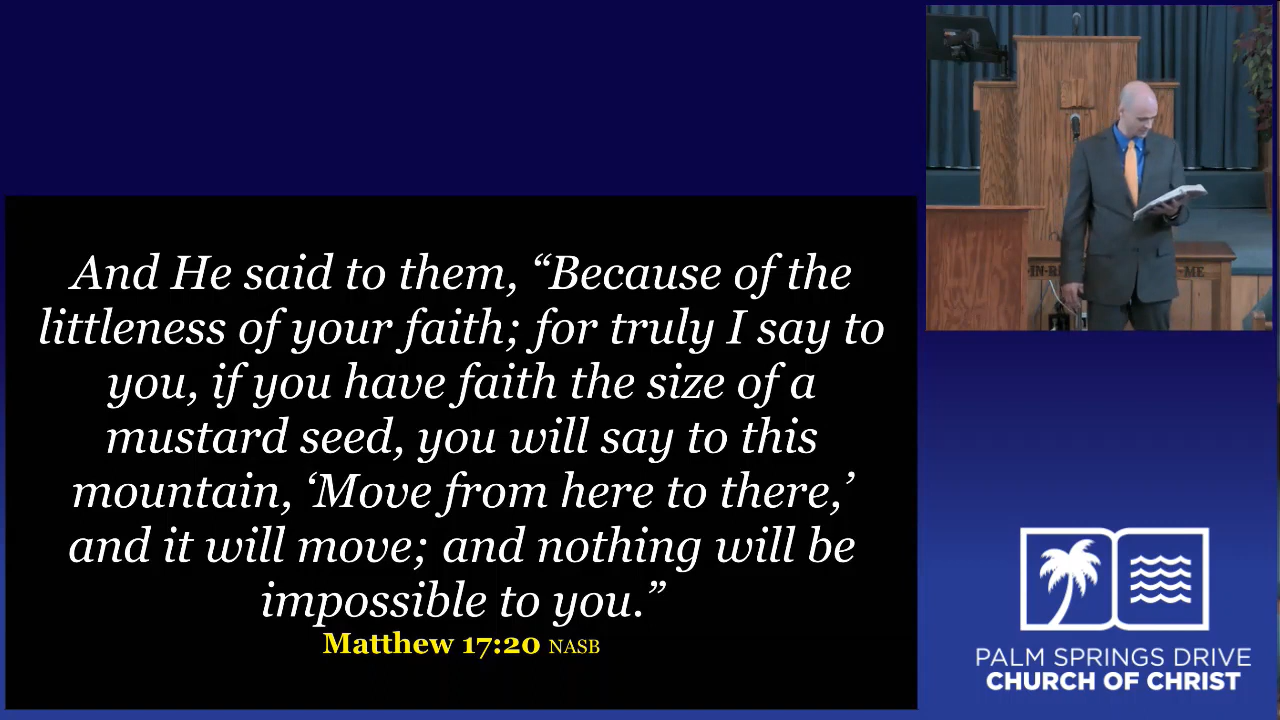 And He said to them, “Because of the
littleness of your faith; for truly I say to
you, if you have faith the size of a
mustard seed, you will say to this
mountain, ‘Move from here to there,’
and it will move; and nothing will be
impossible to you.”
Matthew 17:20 NASB
IN RE
ME
PALM SPRINGS DRIVE
CHURCH OF CHRIST